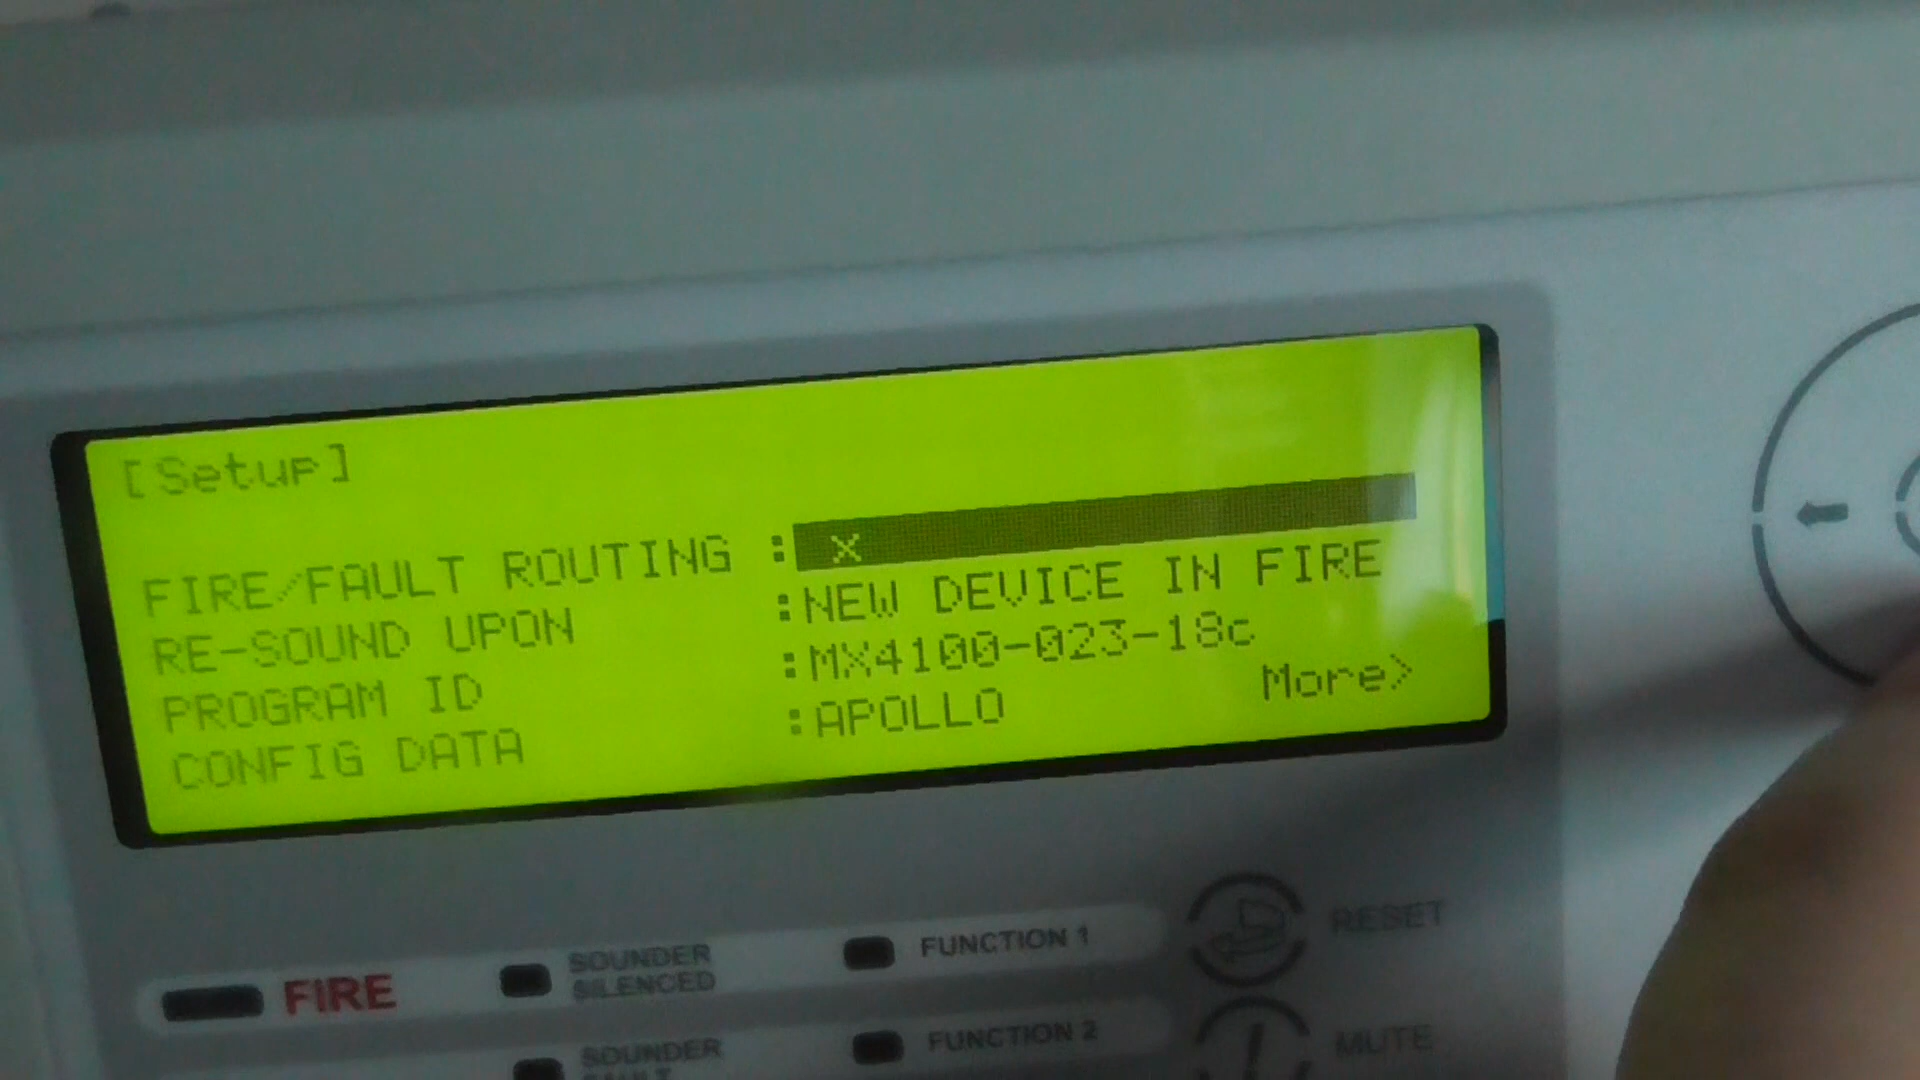 [Setup]
FIRE/FAULT ROUTING : x
RE-SOUND UPON :NEW DEVICE IN FIRE
PROGRAM ID :MX4100-023-18c
CONFIG DATA :APOLLO More>
FIRE
SOUNDER
SILENCED
FUNCTION 1
RESET
SOUNDER
FAULT
FUNCTION 2
MUTE